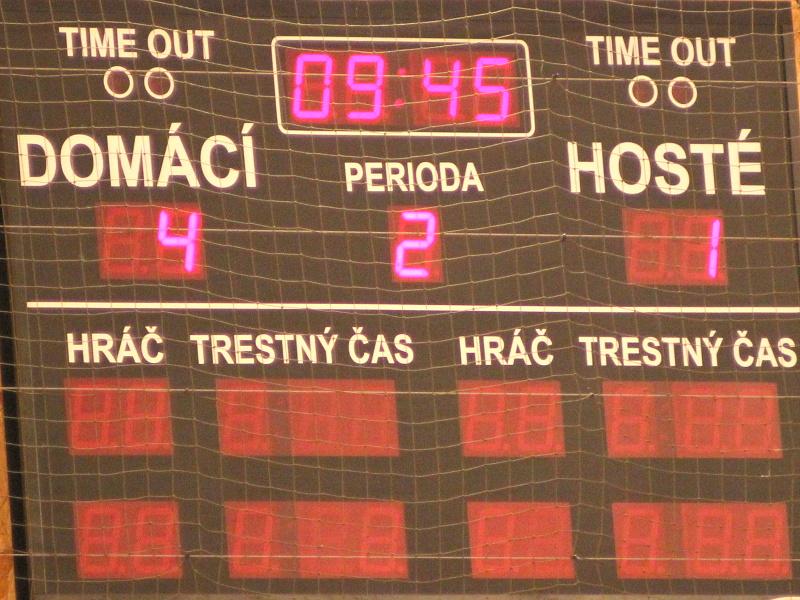 TIME OUT 09:45 TIME OUT
DOMÁCÍ PERIODA HOSTÉ
4 2 1
HRÁČ TRESTNÝ ČAS HRÁČ TRESTNÝ ČAS